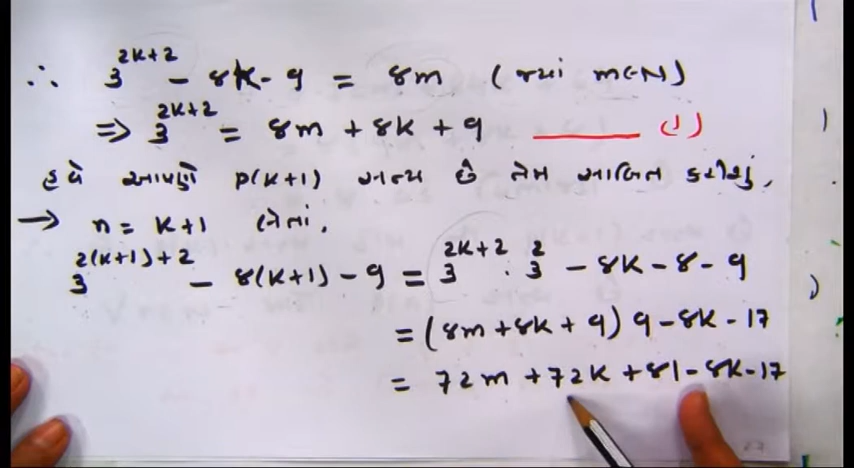 ∴ 3^{2k+2} - 8k - 9 = 8m (જ્યાં m∈N)
⇒ 3^{2k+2} = 8m + 8k + 9 ——— (1)
હવે આપણે P(k+1) સત્ય છે તેમ સાબિત કરીશું.
→ n = k+1 લેતાં.
3^{2(k+1)+2} - 8(k+1) - 9 = 3^{2k+2} · 3^2 - 8k - 8 - 9
= (8m + 8k + 9) 9 - 8k - 17
= 72m + 72k + 81 - 8k - 17